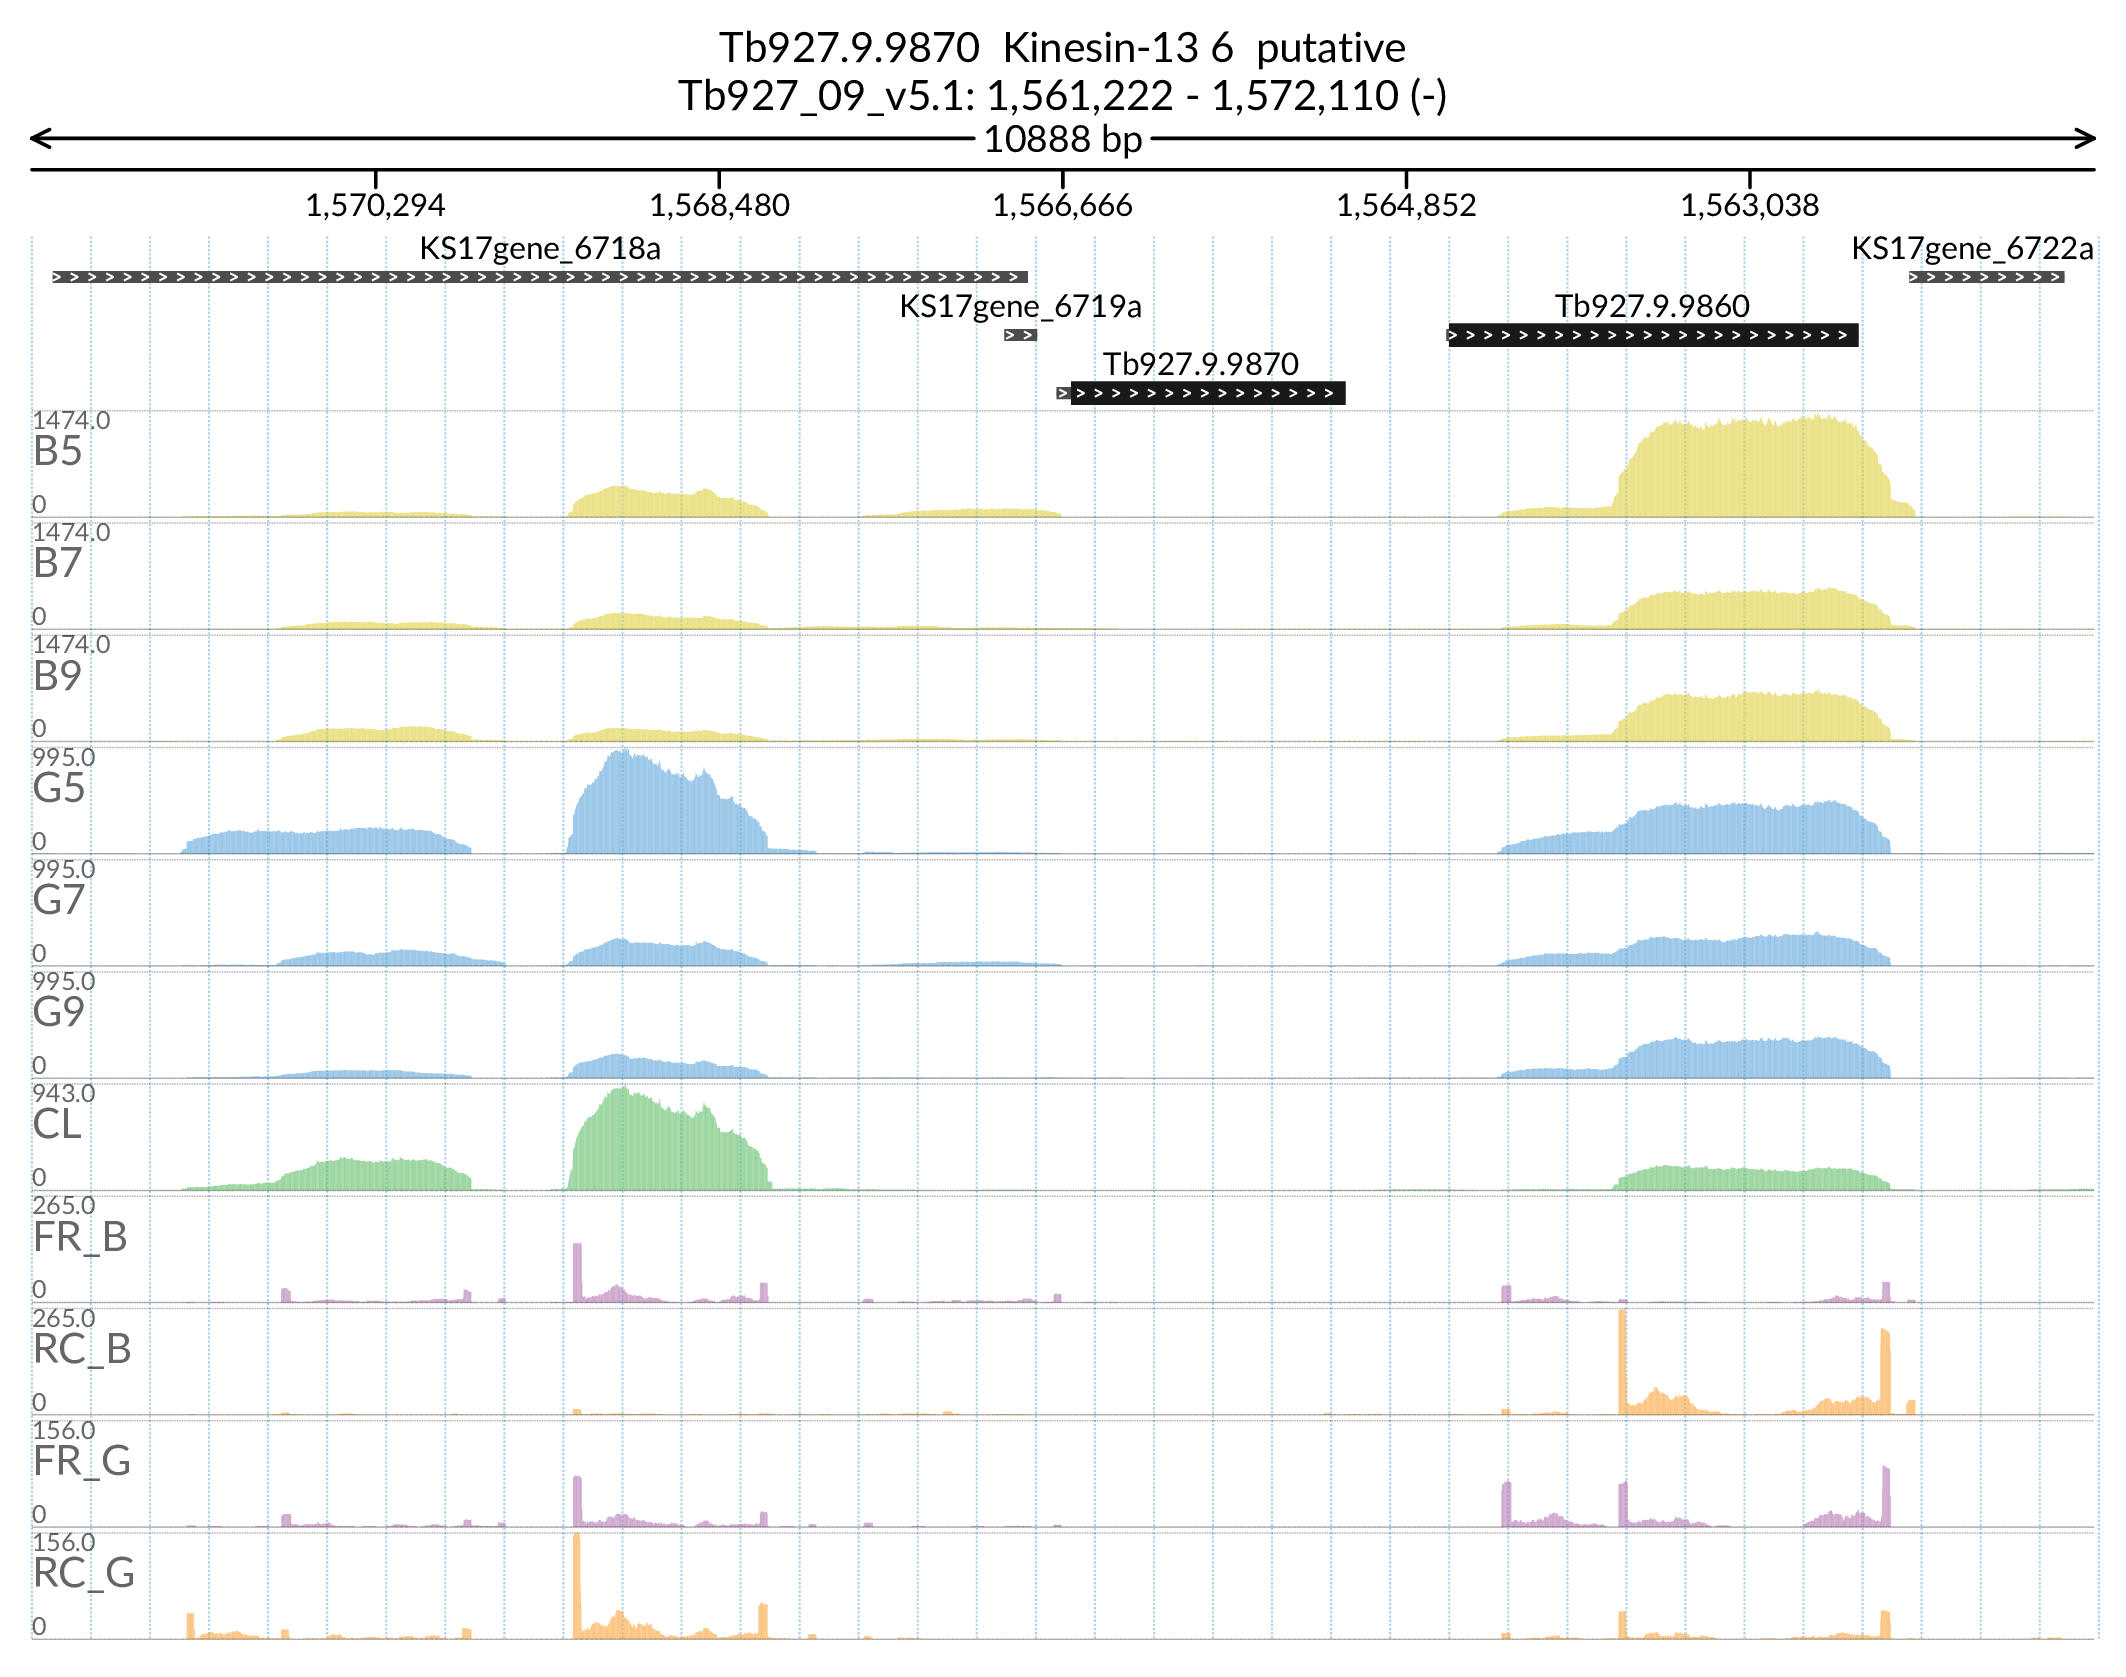 Tb927.9.9870 Kinesin-13 6 putative
Tb927_09_v5.1: 1,561,222 - 1,572,110 (-)
10888 bp
1,570,294 1,568,480 1,566,666 1,564,852 1,563,038
KS17gene_6718a KS17gene_6722a
KS17gene_6719a Tb927.9.9860
Tb927.9.9870
1474.0
B5
0
1474.0
B7
0
1474.0
B9
0
995.0
G5
0
995.0
G7
0
995.0
G9
0
943.0
CL
0
265.0
FR_B
0
265.0
RC_B
0
156.0
FR_G
0
156.0
RC_G
0